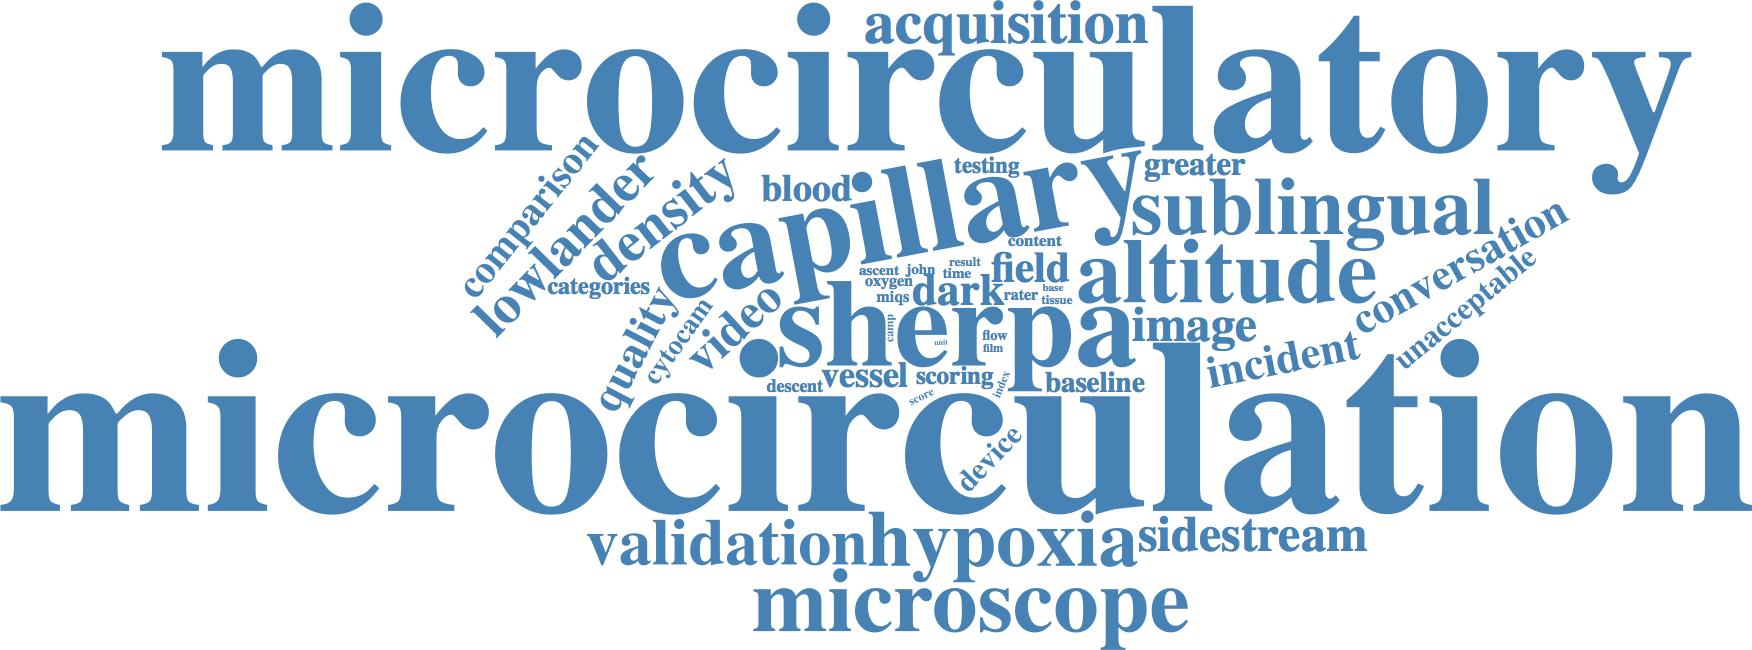 acquisition
microcirculatory
comparison
lowlander
density
blood
capillary
testing
greater
sublingual
content
categories
ascent
john
result
time
field
altitude
conversation
unacceptable
oxygen
miqs
dark
rater
base
tissue
quality
cytocam
video
sherpa
camp
unit
flow
film
image
incident
descent
vessel
scoring
score
index
baseline
microcirculation
device
validation
hypoxia
sidestream
microscope